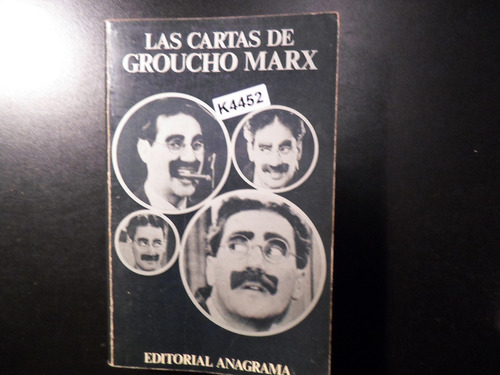 LAS CARTAS DE
GROUCHO MARX
K4452
EDITORIAL ANAGRAMA